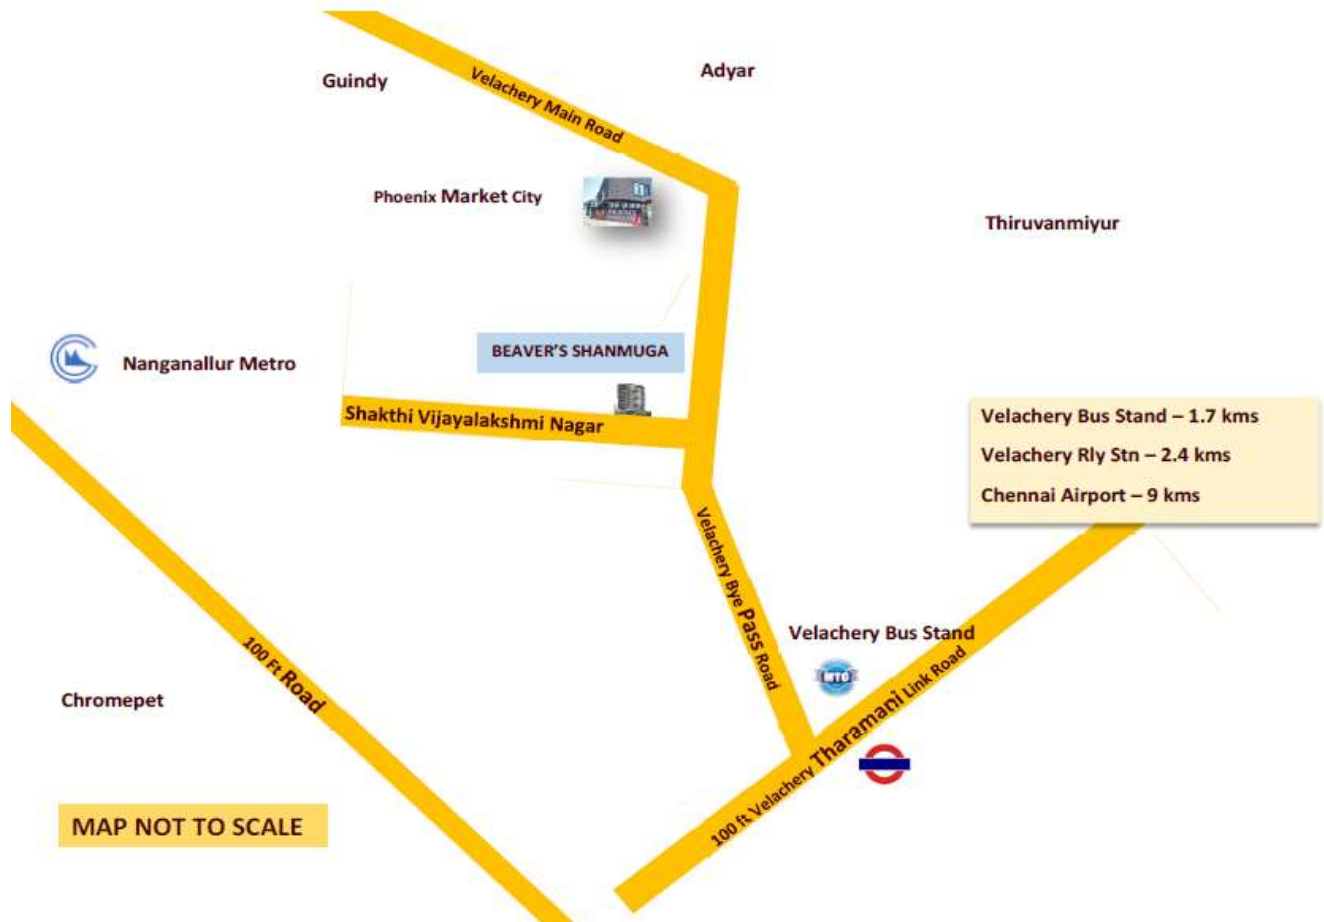 Adyar
Guindy
Velachery Main Road
Phoenix Market City
Thiruvanmiyur
BEAVER'S SHANMUGA
Nanganallur Metro
Shakthi Vijayalakshmi Nagar
Velachery Bus Stand – 1.7 kms
Velachery Rly Stn – 2.4 kms
Chennai Airport – 9 kms
Velachery Bye Pass Road
Velachery Bus Stand
MTC
100 Ft Road
Chromepet
100 ft Velachery Tharamani Link Road
MAP NOT TO SCALE